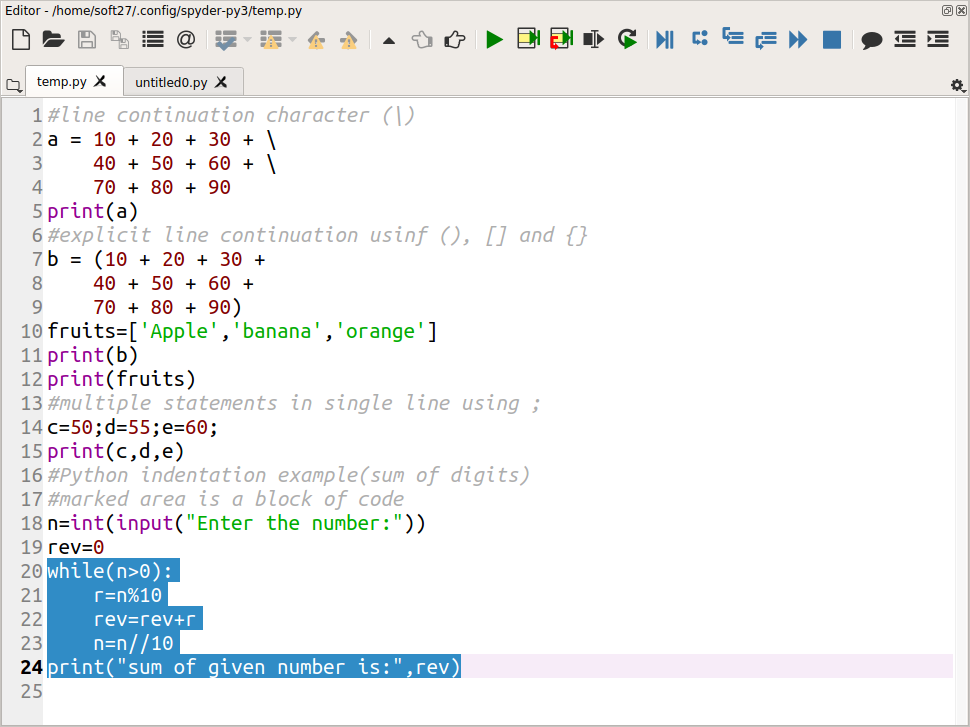 Editor - /home/soft27/.config/spyder-py3/temp.py
temp.py
untitled0.py
1 #line continuation character (\)
2 a = 10 + 20 + 30 + \
3     40 + 50 + 60 + \
4     70 + 80 + 90
5 print(a)
6 #explicit line continuation usinf (), [] and {}
7 b = (10 + 20 + 30 +
8     40 + 50 + 60 +
9     70 + 80 + 90)
10 fruits=['Apple','banana','orange']
11 print(b)
12 print(fruits)
13 #multiple statements in single line using ;
14 c=50;d=55;e=60;
15 print(c,d,e)
16 #Python indentation example(sum of digits)
17 #marked area is a block of code
18 n=int(input("Enter the number:"))
19 rev=0
20 while(n>0):
21     r=n%10
22     rev=rev+r
23     n=n//10
24 print("sum of given number is:",rev)
25